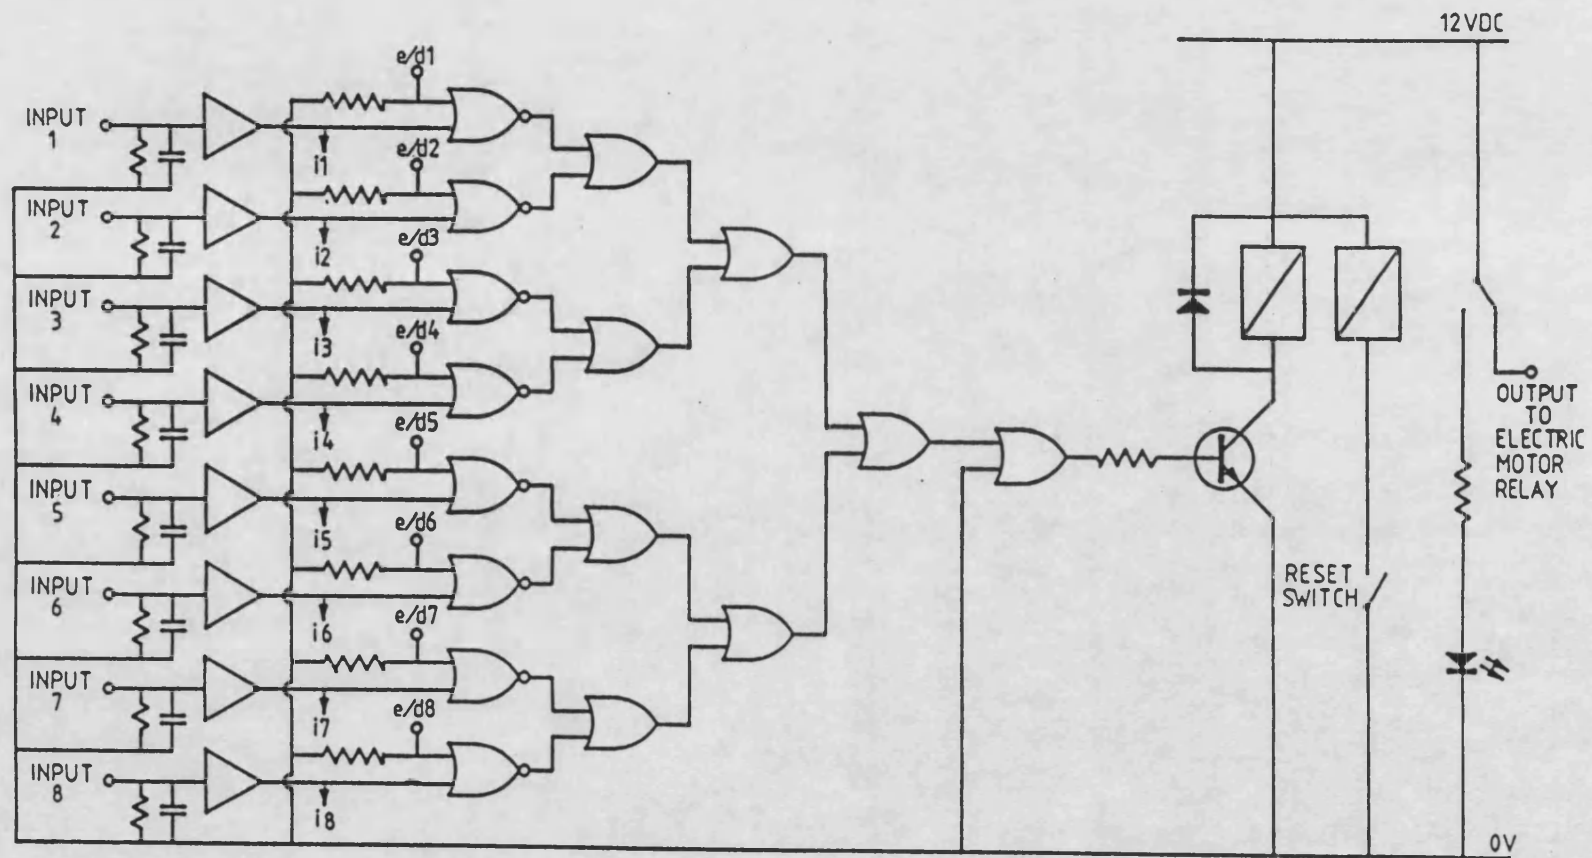 12VDC
e/d1
INPUT
1
i1
e/d2
INPUT
2
i2
e/d3
INPUT
3
i3
e/d4
INPUT
4
i4
e/d5
INPUT
5
i5
e/d6
INPUT
6
i6
e/d7
INPUT
7
i7
e/d8
INPUT
8
i8
OUTPUT
TO
ELECTRIC
MOTOR
RELAY
RESET
SWITCH
0V